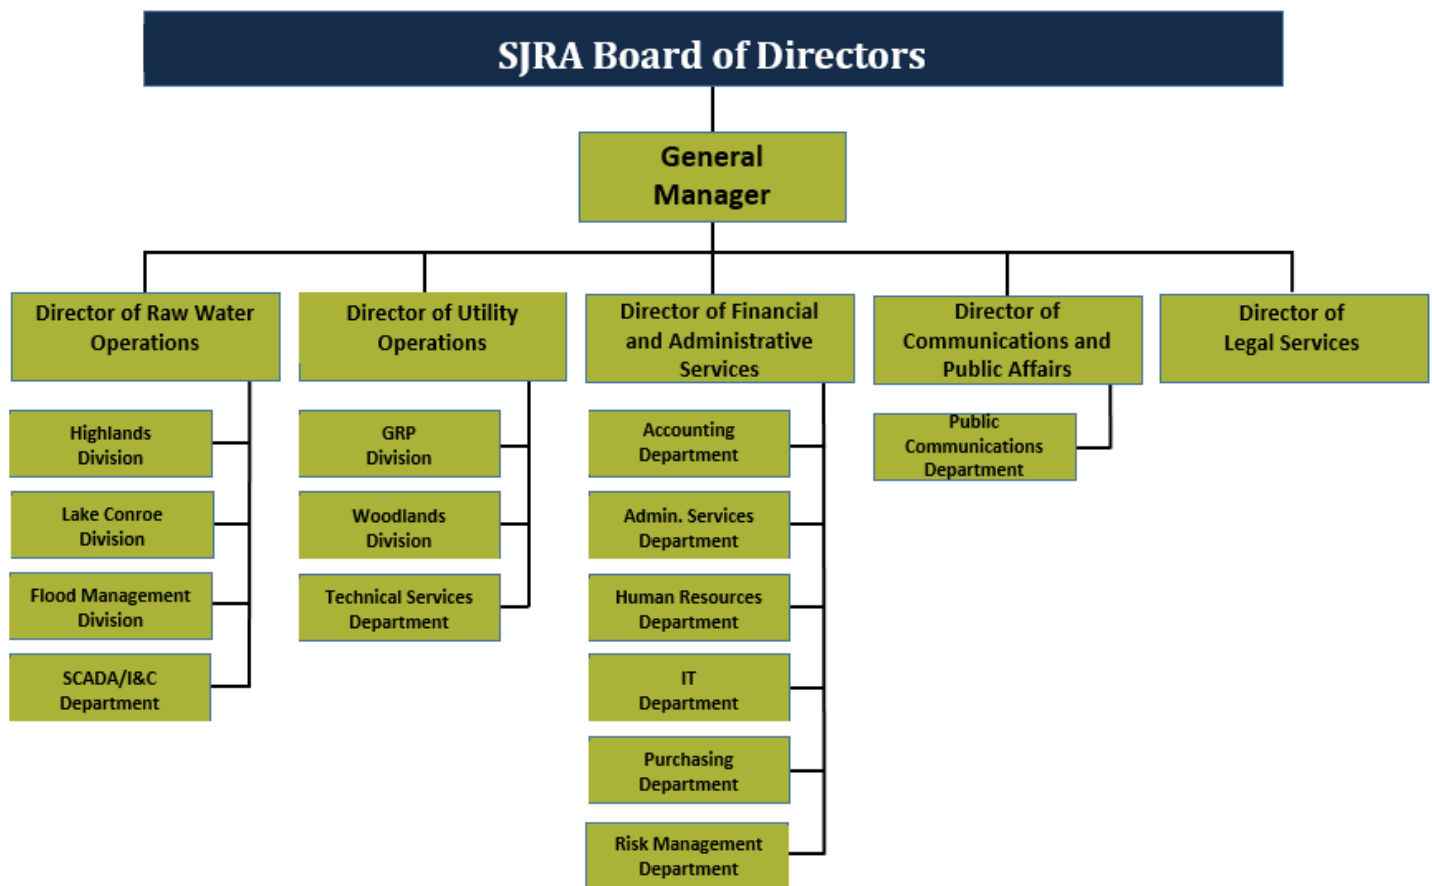 SJRA Board of Directors
General
Manager
Director of Raw Water
Operations
Director of Utility
Operations
Director of Financial
and Administrative
Services
Director of
Communications and
Public Affairs
Director of
Legal Services
Highlands
Division
Lake Conroe
Division
Flood Management
Division
SCADA/I&C
Department
GRP
Division
Woodlands
Division
Technical Services
Department
Accounting
Department
Admin. Services
Department
Human Resources
Department
IT
Department
Purchasing
Department
Risk Management
Department
Public
Communications
Department